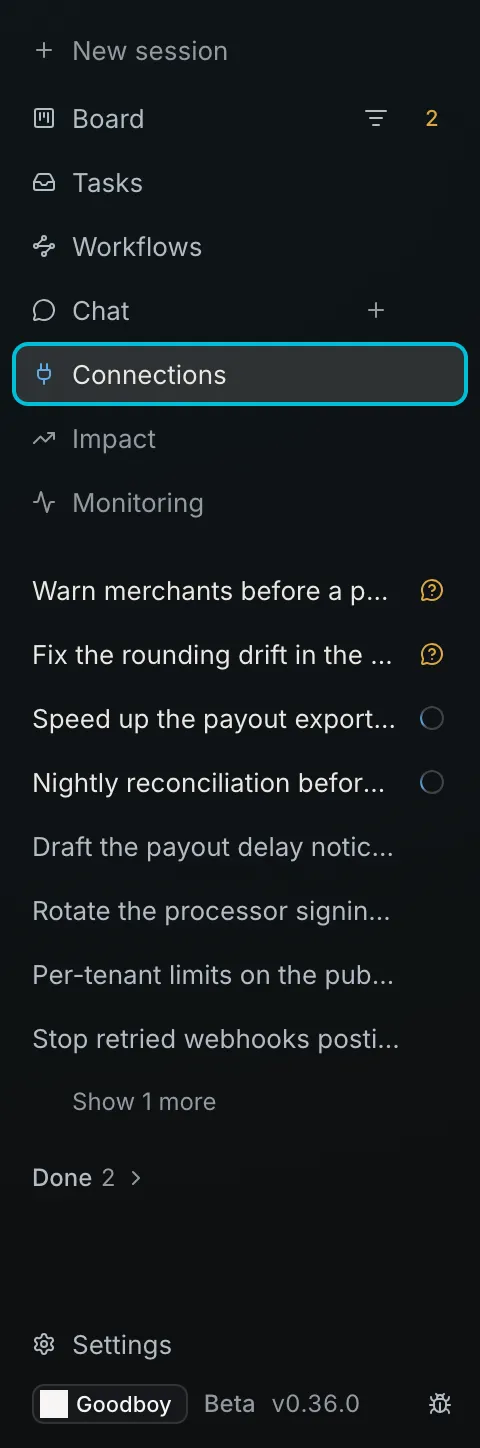 New session
Board 2
Tasks
Workflows
Chat
Connections
Impact
Monitoring
Warn merchants before a p...
Fix the rounding drift in the ...
Speed up the payout export...
Nightly reconciliation befor...
Draft the payout delay notic...
Rotate the processor signin...
Per-tenant limits on the pub...
Stop retried webhooks posti...
Show 1 more
Done 2
Settings
Goodboy Beta v0.36.0